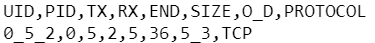 UID,PID,TX,RX,END,SIZE,O_D,PROTOCOL
0_5_2,0,5,2,5,36,5_3,TCP